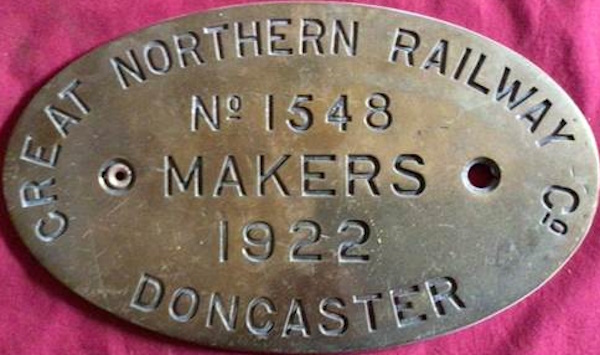 GREAT NORTHERN RAILWAY Cº
Nº 1548
MAKERS
1922
DONCASTER